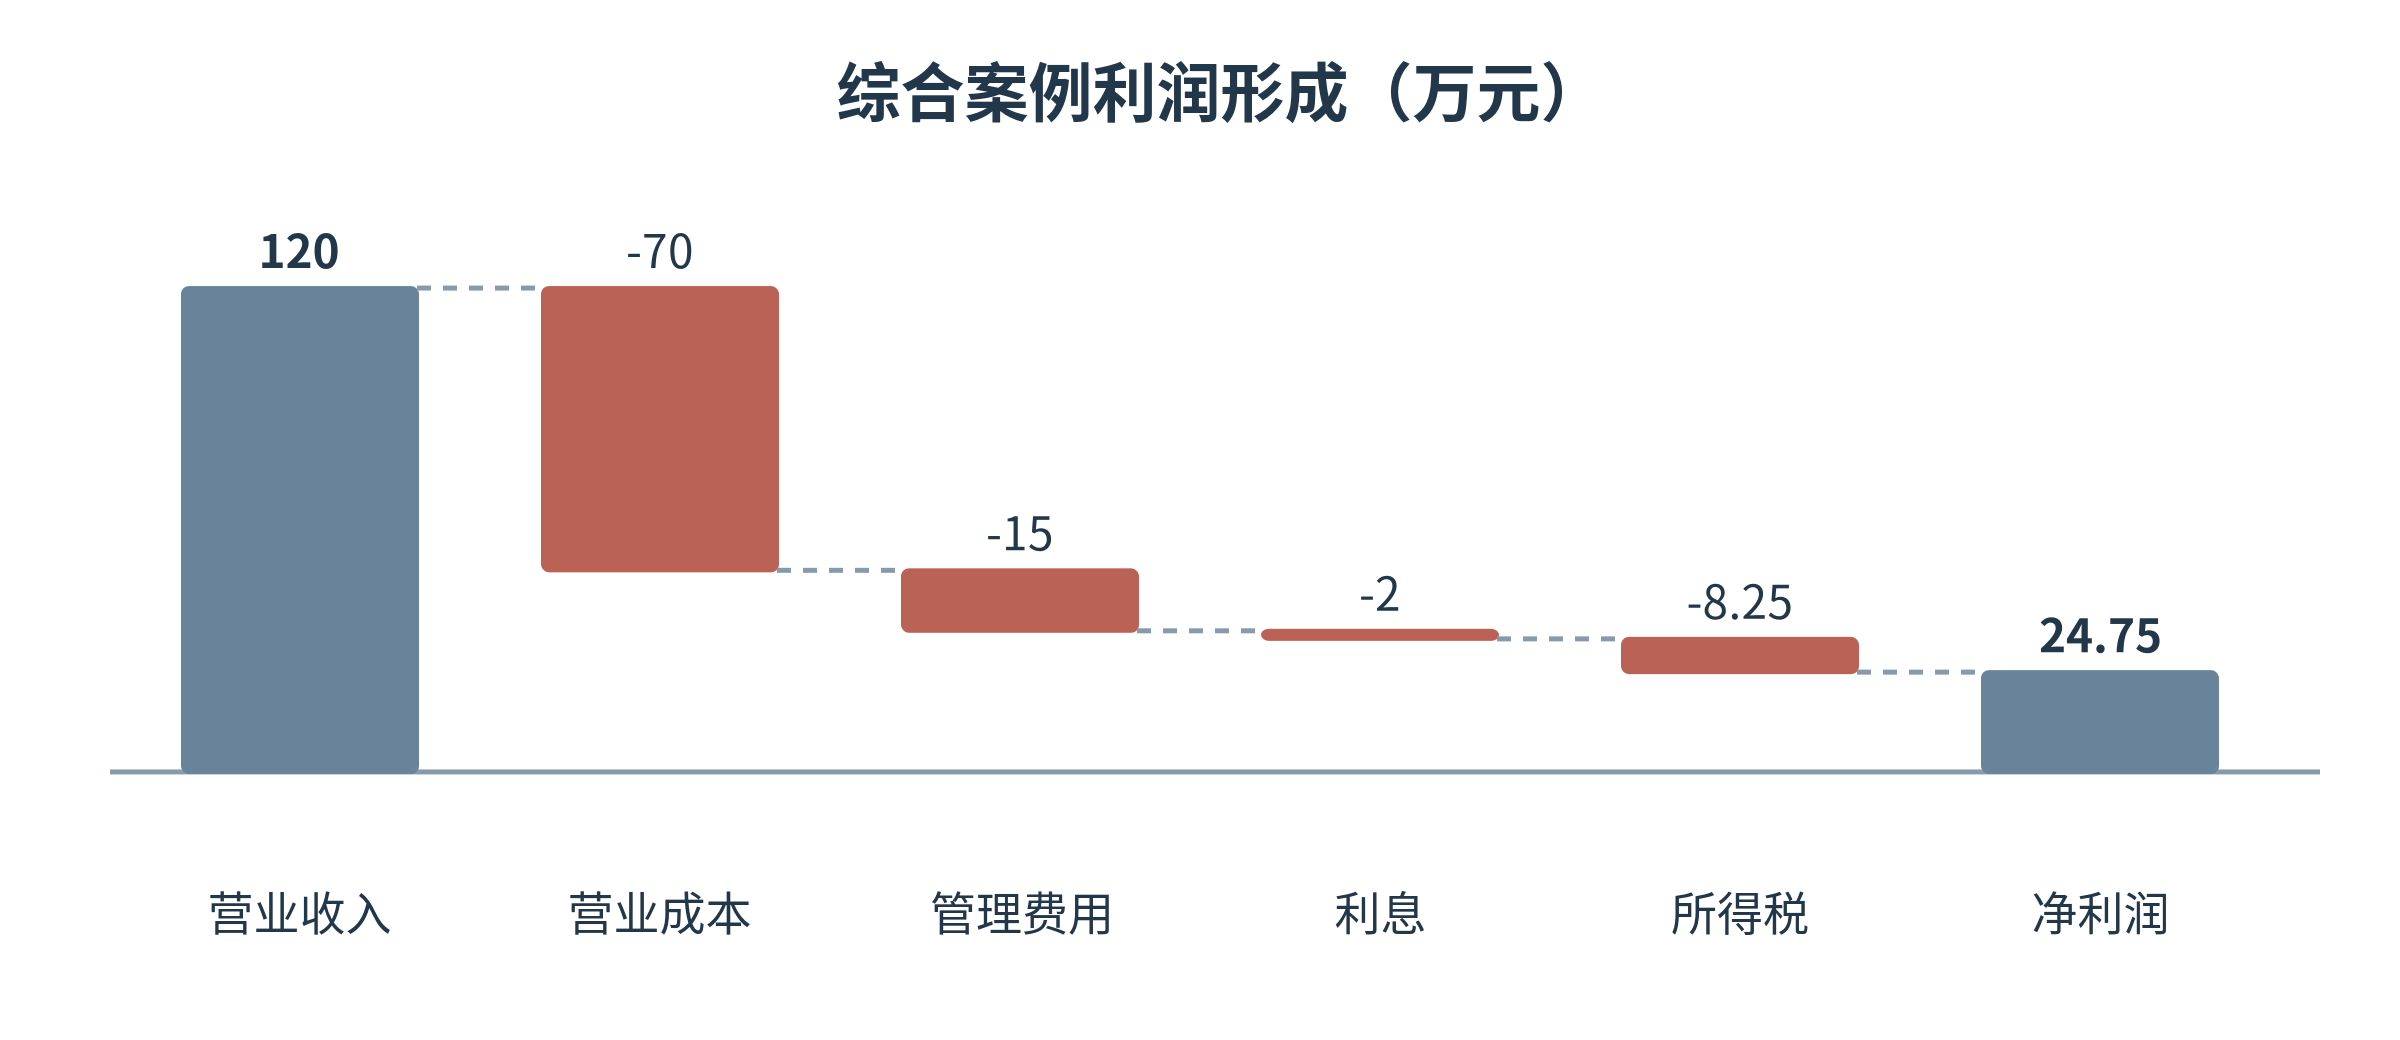 综合案例利润形成（万元）
120
-70
-15
-2
-8.25
24.75
营业收入
营业成本
管理费用
利息
所得税
净利润